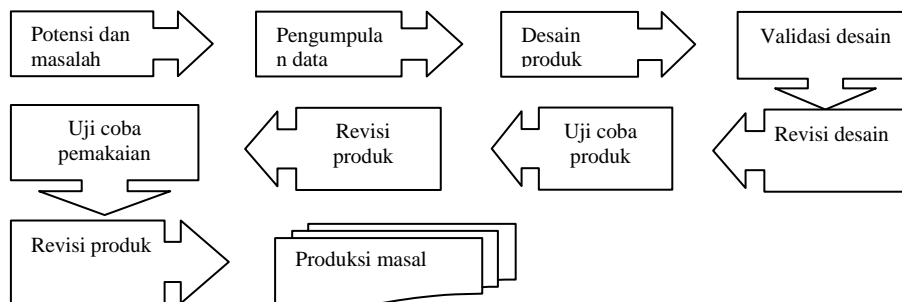 Potensi dan
masalah
Pengumpula
n data
Desain
produk
Validasi desain
Uji coba
pemakaian
Revisi
produk
Uji coba
produk
Revisi desain
Revisi produk
Produksi masal